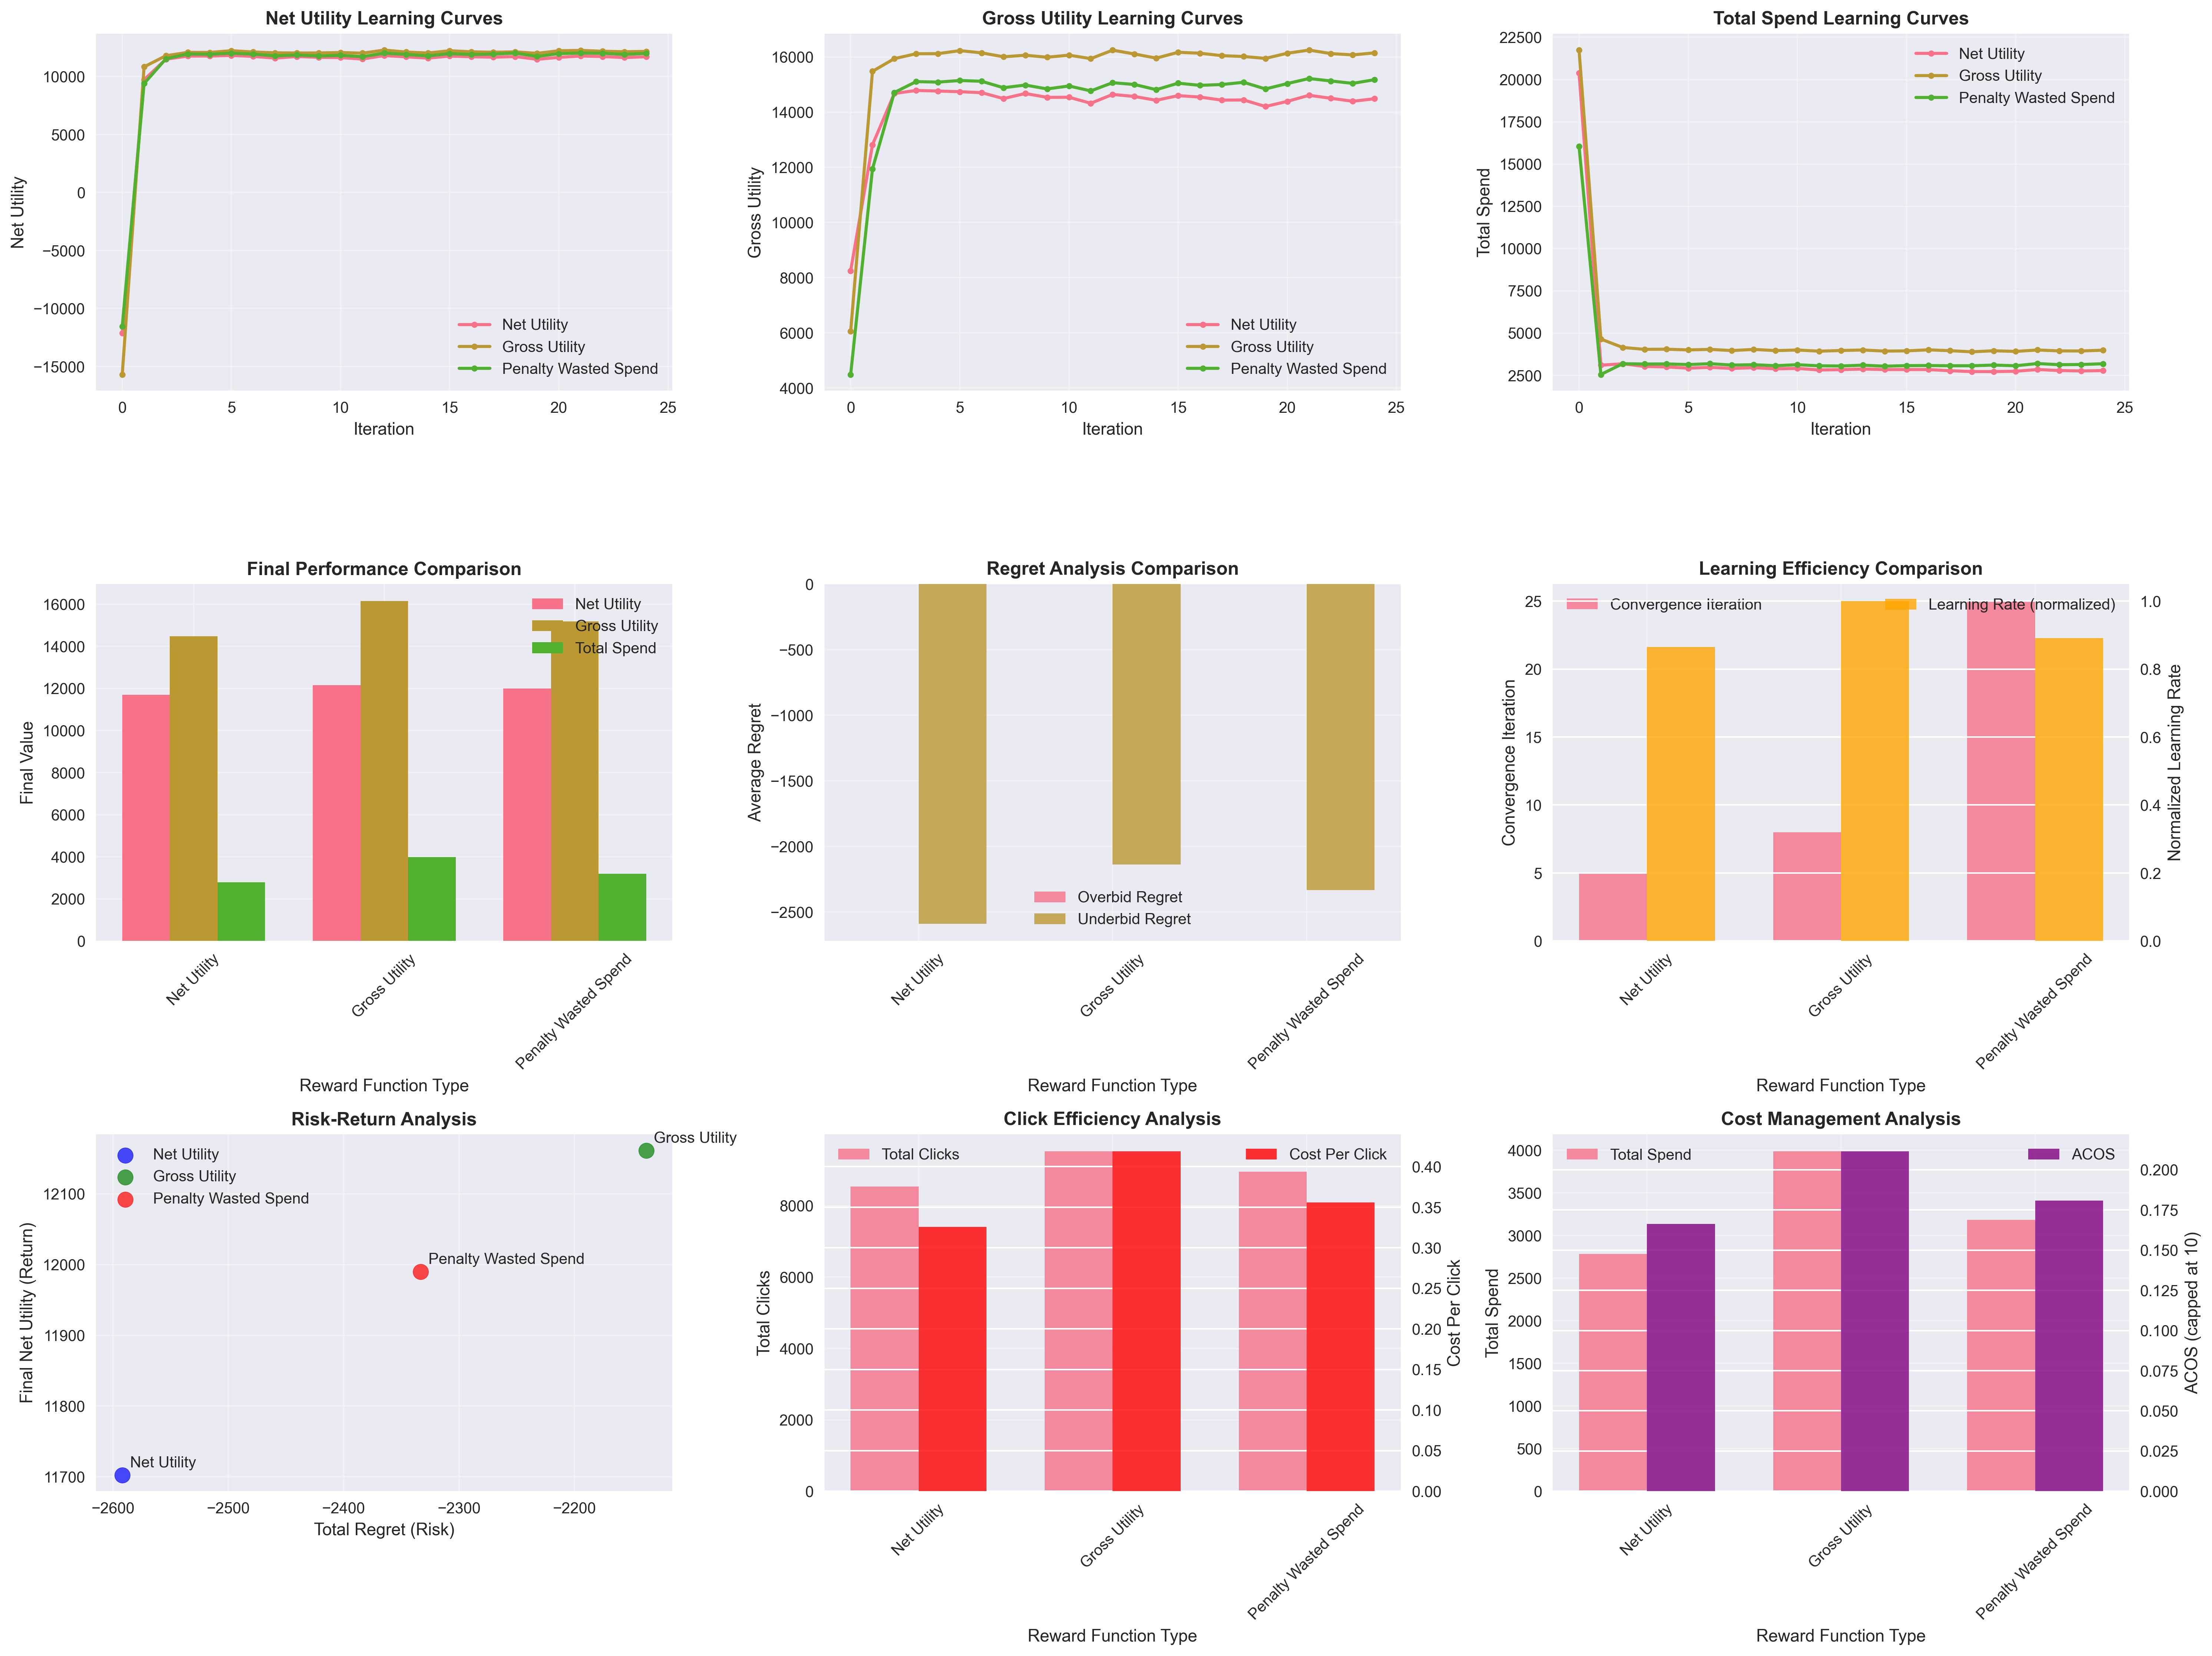 Net Utility Learning Curves
Net Utility
10000
5000
0
−5000
−10000
−15000
Net Utility
Gross Utility
Penalty Wasted Spend
0 5 10 15 20 25
Iteration
Gross Utility Learning Curves
Gross Utility
16000
14000
12000
10000
8000
6000
4000
Net Utility
Gross Utility
Penalty Wasted Spend
0 5 10 15 20 25
Iteration
Total Spend Learning Curves
Total Spend
22500
20000
17500
15000
12500
10000
7500
5000
2500
Net Utility
Gross Utility
Penalty Wasted Spend
0 5 10 15 20 25
Iteration
Final Performance Comparison
Final Value
16000
14000
12000
10000
8000
6000
4000
2000
0
Net Utility
Gross Utility
Total Spend
Net Utility
Gross Utility
Penalty Wasted Spend
Reward Function Type
Regret Analysis Comparison
Average Regret
0
−500
−1000
−1500
−2000
−2500
Overbid Regret
Underbid Regret
Net Utility
Gross Utility
Penalty Wasted Spend
Reward Function Type
Learning Efficiency Comparison
Convergence Iteration
25
20
15
10
5
0
Convergence Iteration
Learning Rate (normalized)
1.0
0.8
0.6
0.4
0.2
0.0
Normalized Learning Rate
Net Utility
Gross Utility
Penalty Wasted Spend
Reward Function Type
Risk-Return Analysis
Final Net Utility (Return)
12100
12000
11900
11800
11700
Net Utility
Gross Utility
Penalty Wasted Spend
Gross Utility
Penalty Wasted Spend
Net Utility
−2600 −2500 −2400 −2300 −2200
Total Regret (Risk)
Click Efficiency Analysis
Total Clicks
8000
6000
4000
2000
0
Total Clicks
Cost Per Click
0.40
0.35
0.30
0.25
0.20
0.15
0.10
0.05
0.00
Cost Per Click
Net Utility
Gross Utility
Penalty Wasted Spend
Reward Function Type
Cost Management Analysis
Total Spend
4000
3500
3000
2500
2000
1500
1000
500
0
Total Spend
ACOS
0.200
0.175
0.150
0.125
0.100
0.075
0.050
0.025
0.000
ACOS (capped at 10)
Net Utility
Gross Utility
Penalty Wasted Spend
Reward Function Type